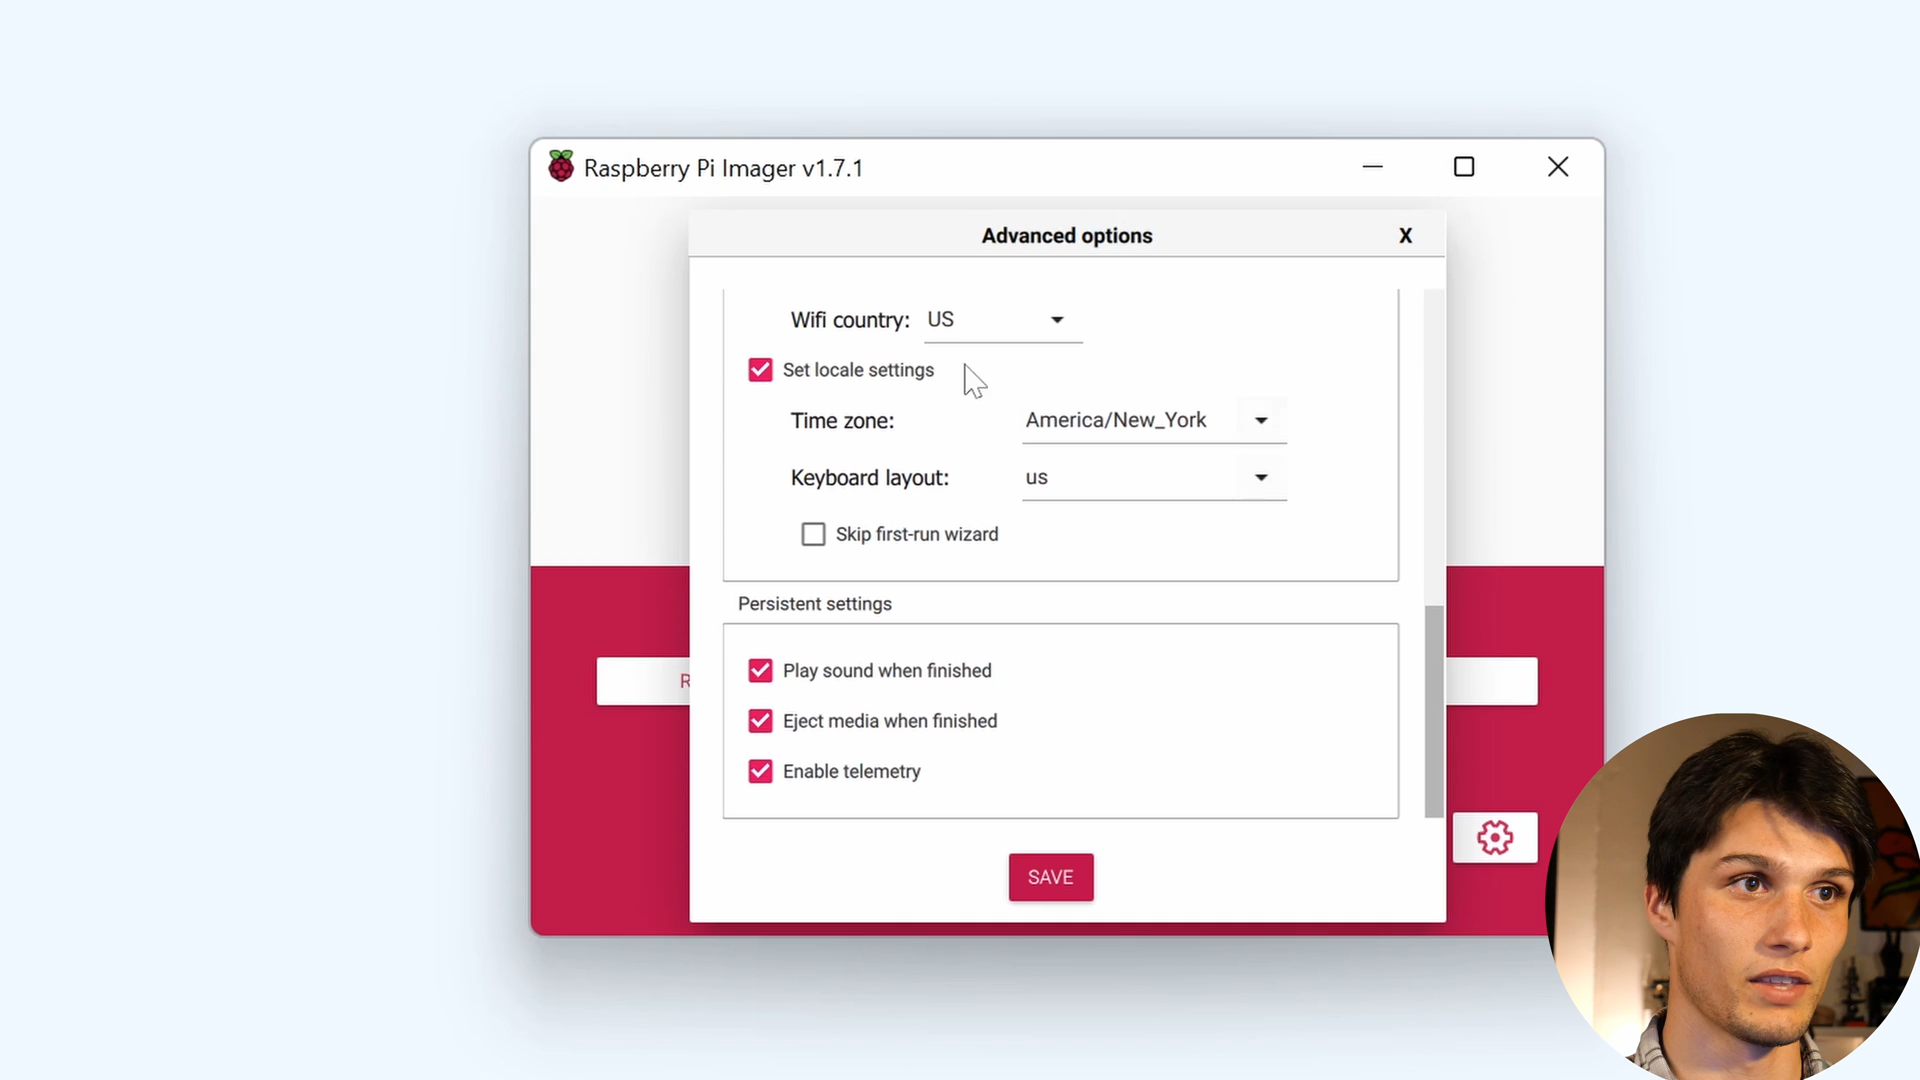 Raspberry Pi Imager v1.7.1
Advanced options
X
Wifi country: US
Set locale settings
Time zone: America/New_York
Keyboard layout: us
Skip first-run wizard
Persistent settings
R
Play sound when finished
Eject media when finished
Enable telemetry
SAVE